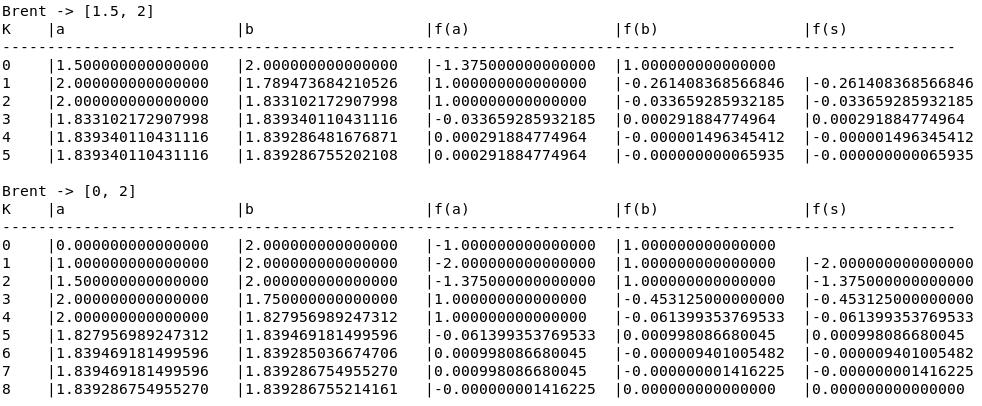 Brent -> [1.5, 2]
K    |a                   |b                   |f(a)                |f(b)                |f(s)
---------------------------------------------------------------------------------------------------------
0    |1.500000000000000   |2.000000000000000   |-1.375000000000000  |1.000000000000000
1    |2.000000000000000   |1.789473684210526   |1.000000000000000   |-0.261408368566846  |-0.261408368566846
2    |2.000000000000000   |1.833102172907998   |1.000000000000000   |-0.033659285932185  |-0.033659285932185
3    |1.833102172907998   |1.839340110431116   |-0.033659285932185  |0.000291884774964   |0.000291884774964
4    |1.839340110431116   |1.839286481676871   |0.000291884774964   |-0.000001496345412  |-0.000001496345412
5    |1.839340110431116   |1.839286755202108   |0.000291884774964   |-0.000000000065935  |-0.000000000065935
Brent -> [0, 2]
K    |a                   |b                   |f(a)                |f(b)                |f(s)
---------------------------------------------------------------------------------------------------------
0    |0.000000000000000   |2.000000000000000   |-1.000000000000000  |1.000000000000000
1    |1.000000000000000   |2.000000000000000   |-2.000000000000000  |1.000000000000000   |-2.000000000000000
2    |1.500000000000000   |2.000000000000000   |-1.375000000000000  |1.000000000000000   |-1.375000000000000
3    |2.000000000000000   |1.750000000000000   |1.000000000000000   |-0.453125000000000  |-0.453125000000000
4    |2.000000000000000   |1.827956989247312   |1.000000000000000   |-0.061399353769533  |-0.061399353769533
5    |1.827956989247312   |1.839469181499596   |-0.061399353769533  |0.000998086680045   |0.000998086680045
6    |1.839469181499596   |1.839285036674706   |0.000998086680045   |-0.000009401005482  |-0.000009401005482
7    |1.839469181499596   |1.839286754955270   |0.000998086680045   |-0.000000001416225  |-0.000000001416225
8    |1.839286754955270   |1.839286755214161   |-0.000000001416225  |0.000000000000000   |0.000000000000000